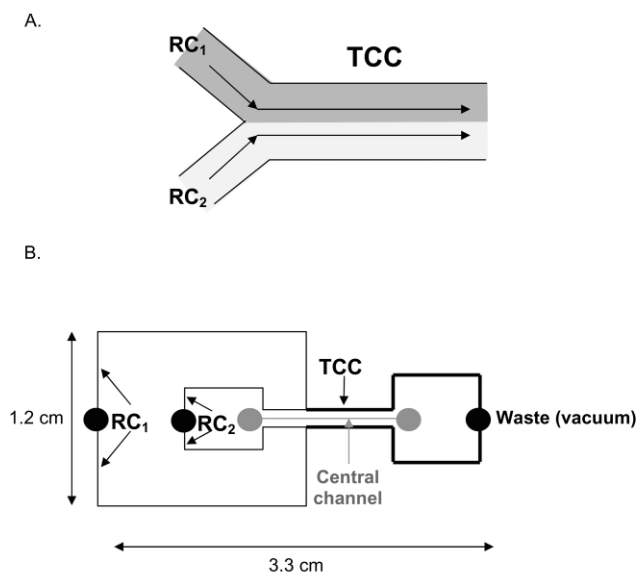 A.
RC₁
TCC
RC₂
B.
TCC
1.2 cm
RC₁
RC₂
Waste (vacuum)
Central
channel
3.3 cm